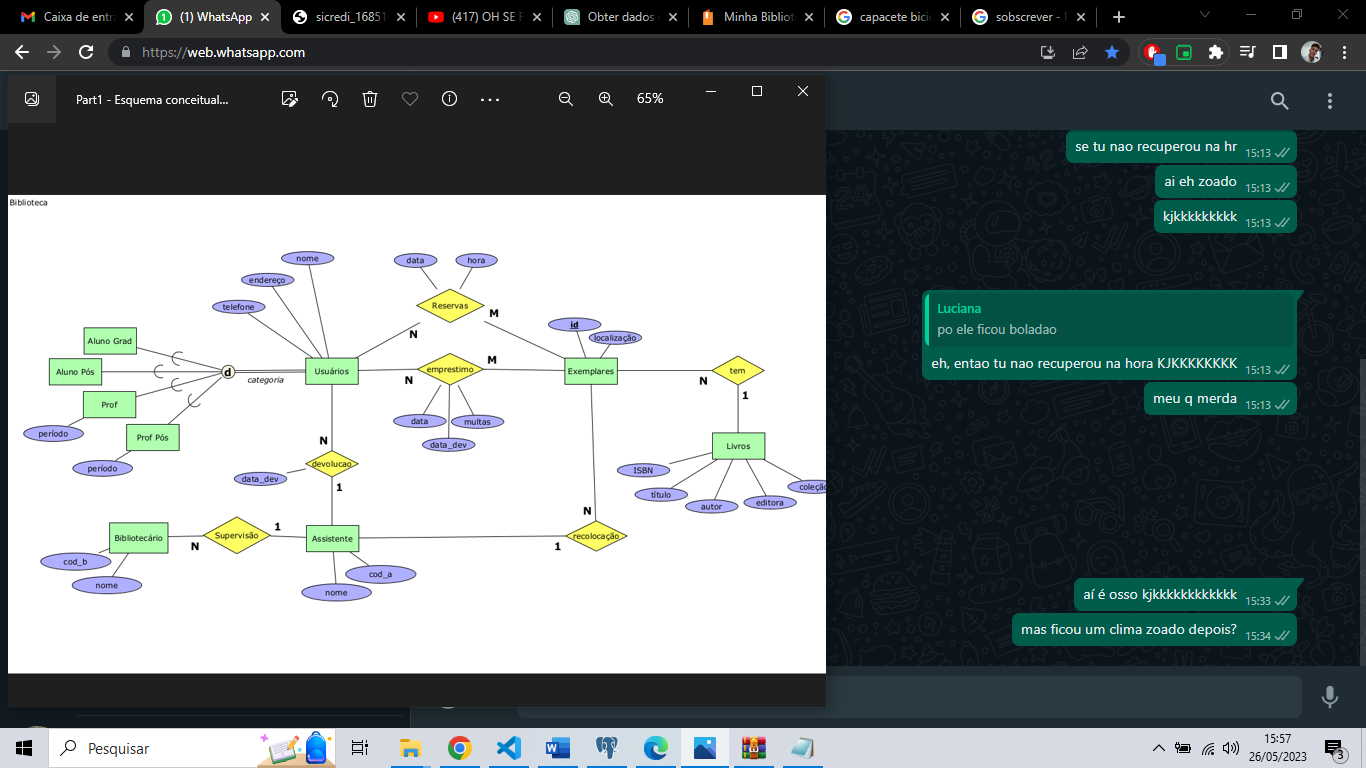 Caixa de entra
(1) WhatsApp
sicredi_16851
(417) OH SE F
Obter dados
Minha Bibliot
capacete bici
sobscrever - P
https://web.whatsapp.com
Part1 - Esquema conceitual...
65%
Biblioteca
nome
endereço
telefone
data
hora
Reservas
M
N
id
localização
Aluno Grad
Aluno Pós
Prof
Prof Pós
período
período
d
categoria
Usuários
N
emprestimo
M
Exemplares
N
tem
1
data
multas
data_dev
Livros
ISBN
título
autor
editora
coleçã
N
devolucao
data_dev
1
N
recolocação
1
Bibliotecário
N
Supervisão
1
Assistente
cod_b
nome
cod_a
nome
se tu nao recuperou na hr 15:13
ai eh zoado 15:13
kjkkkkkkkkk 15:13
Luciana
po ele ficou boladao
eh, entao tu nao recuperou na hora KJKKKKKKKK 15:13
meu q merda 15:13
aí é osso kjkkkkkkkkkkkk 15:33
mas ficou um clima zoado depois? 15:34
Pesquisar
15:57
26/05/2023
3